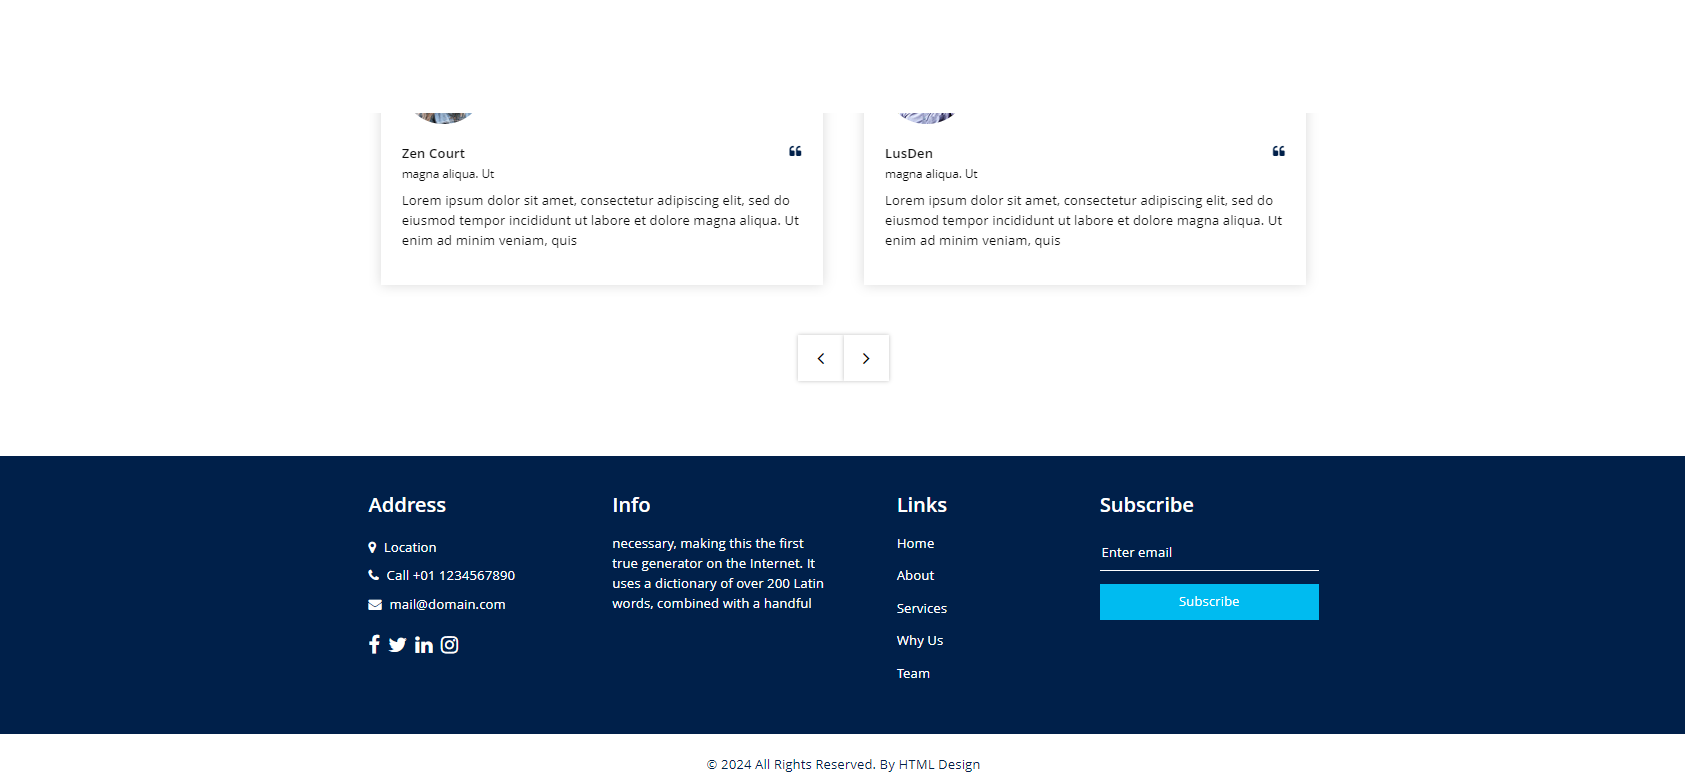 Zen Court
magna aliqua. Ut
Lorem ipsum dolor sit amet, consectetur adipiscing elit, sed do
eiusmod tempor incididunt ut labore et dolore magna aliqua. Ut
enim ad minim veniam, quis
LusDen
magna aliqua. Ut
Lorem ipsum dolor sit amet, consectetur adipiscing elit, sed do
eiusmod tempor incididunt ut labore et dolore magna aliqua. Ut
enim ad minim veniam, quis
Address
Location
Call +01 1234567890
mail@domain.com
Info
necessary, making this the first
true generator on the Internet. It
uses a dictionary of over 200 Latin
words, combined with a handful
Links
Home
About
Services
Why Us
Team
Subscribe
Enter email
Subscribe
© 2024 All Rights Reserved. By HTML Design